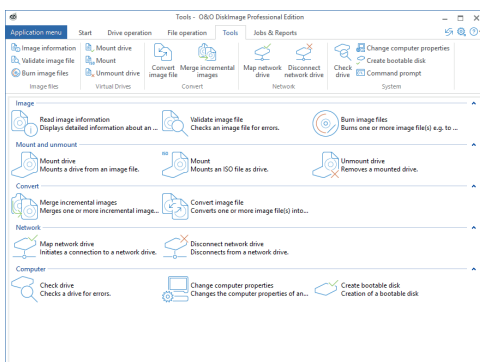 Tools - O&O DiskImage Professional Edition
Application menu Start Drive operation File operation Tools Jobs & Reports
Image information
Validate image file
Burn image files
Image files
Mount drive
Mount
Unmount drive
Virtual Drives
Convert image file
Merge incremental images
Convert
Map network drive
Disconnect network drive
Network
Check drive
Change computer properties
Create bootable disk
Command prompt
System
Image
Read image information
Displays detailed information about an ...
Validate image file
Checks an image file for errors.
Burn image files
Burns one or more image file(s) e.g. to ...
Mount and unmount
Mount drive
Mounts a drive from an image file.
Mount
Mounts an ISO file as drive.
Unmount drive
Removes a mounted drive.
Convert
Merge incremental images
Merges one or more incremental image...
Convert image file
Converts one or more image file(s) into...
Network
Map network drive
Initiates a connection to a network drive.
Disconnect network drive
Disconnects from a network drive.
Computer
Check drive
Checks a drive for errors.
Change computer properties
Changes the computer properties of an...
Create bootable disk
Creation of a bootable disk